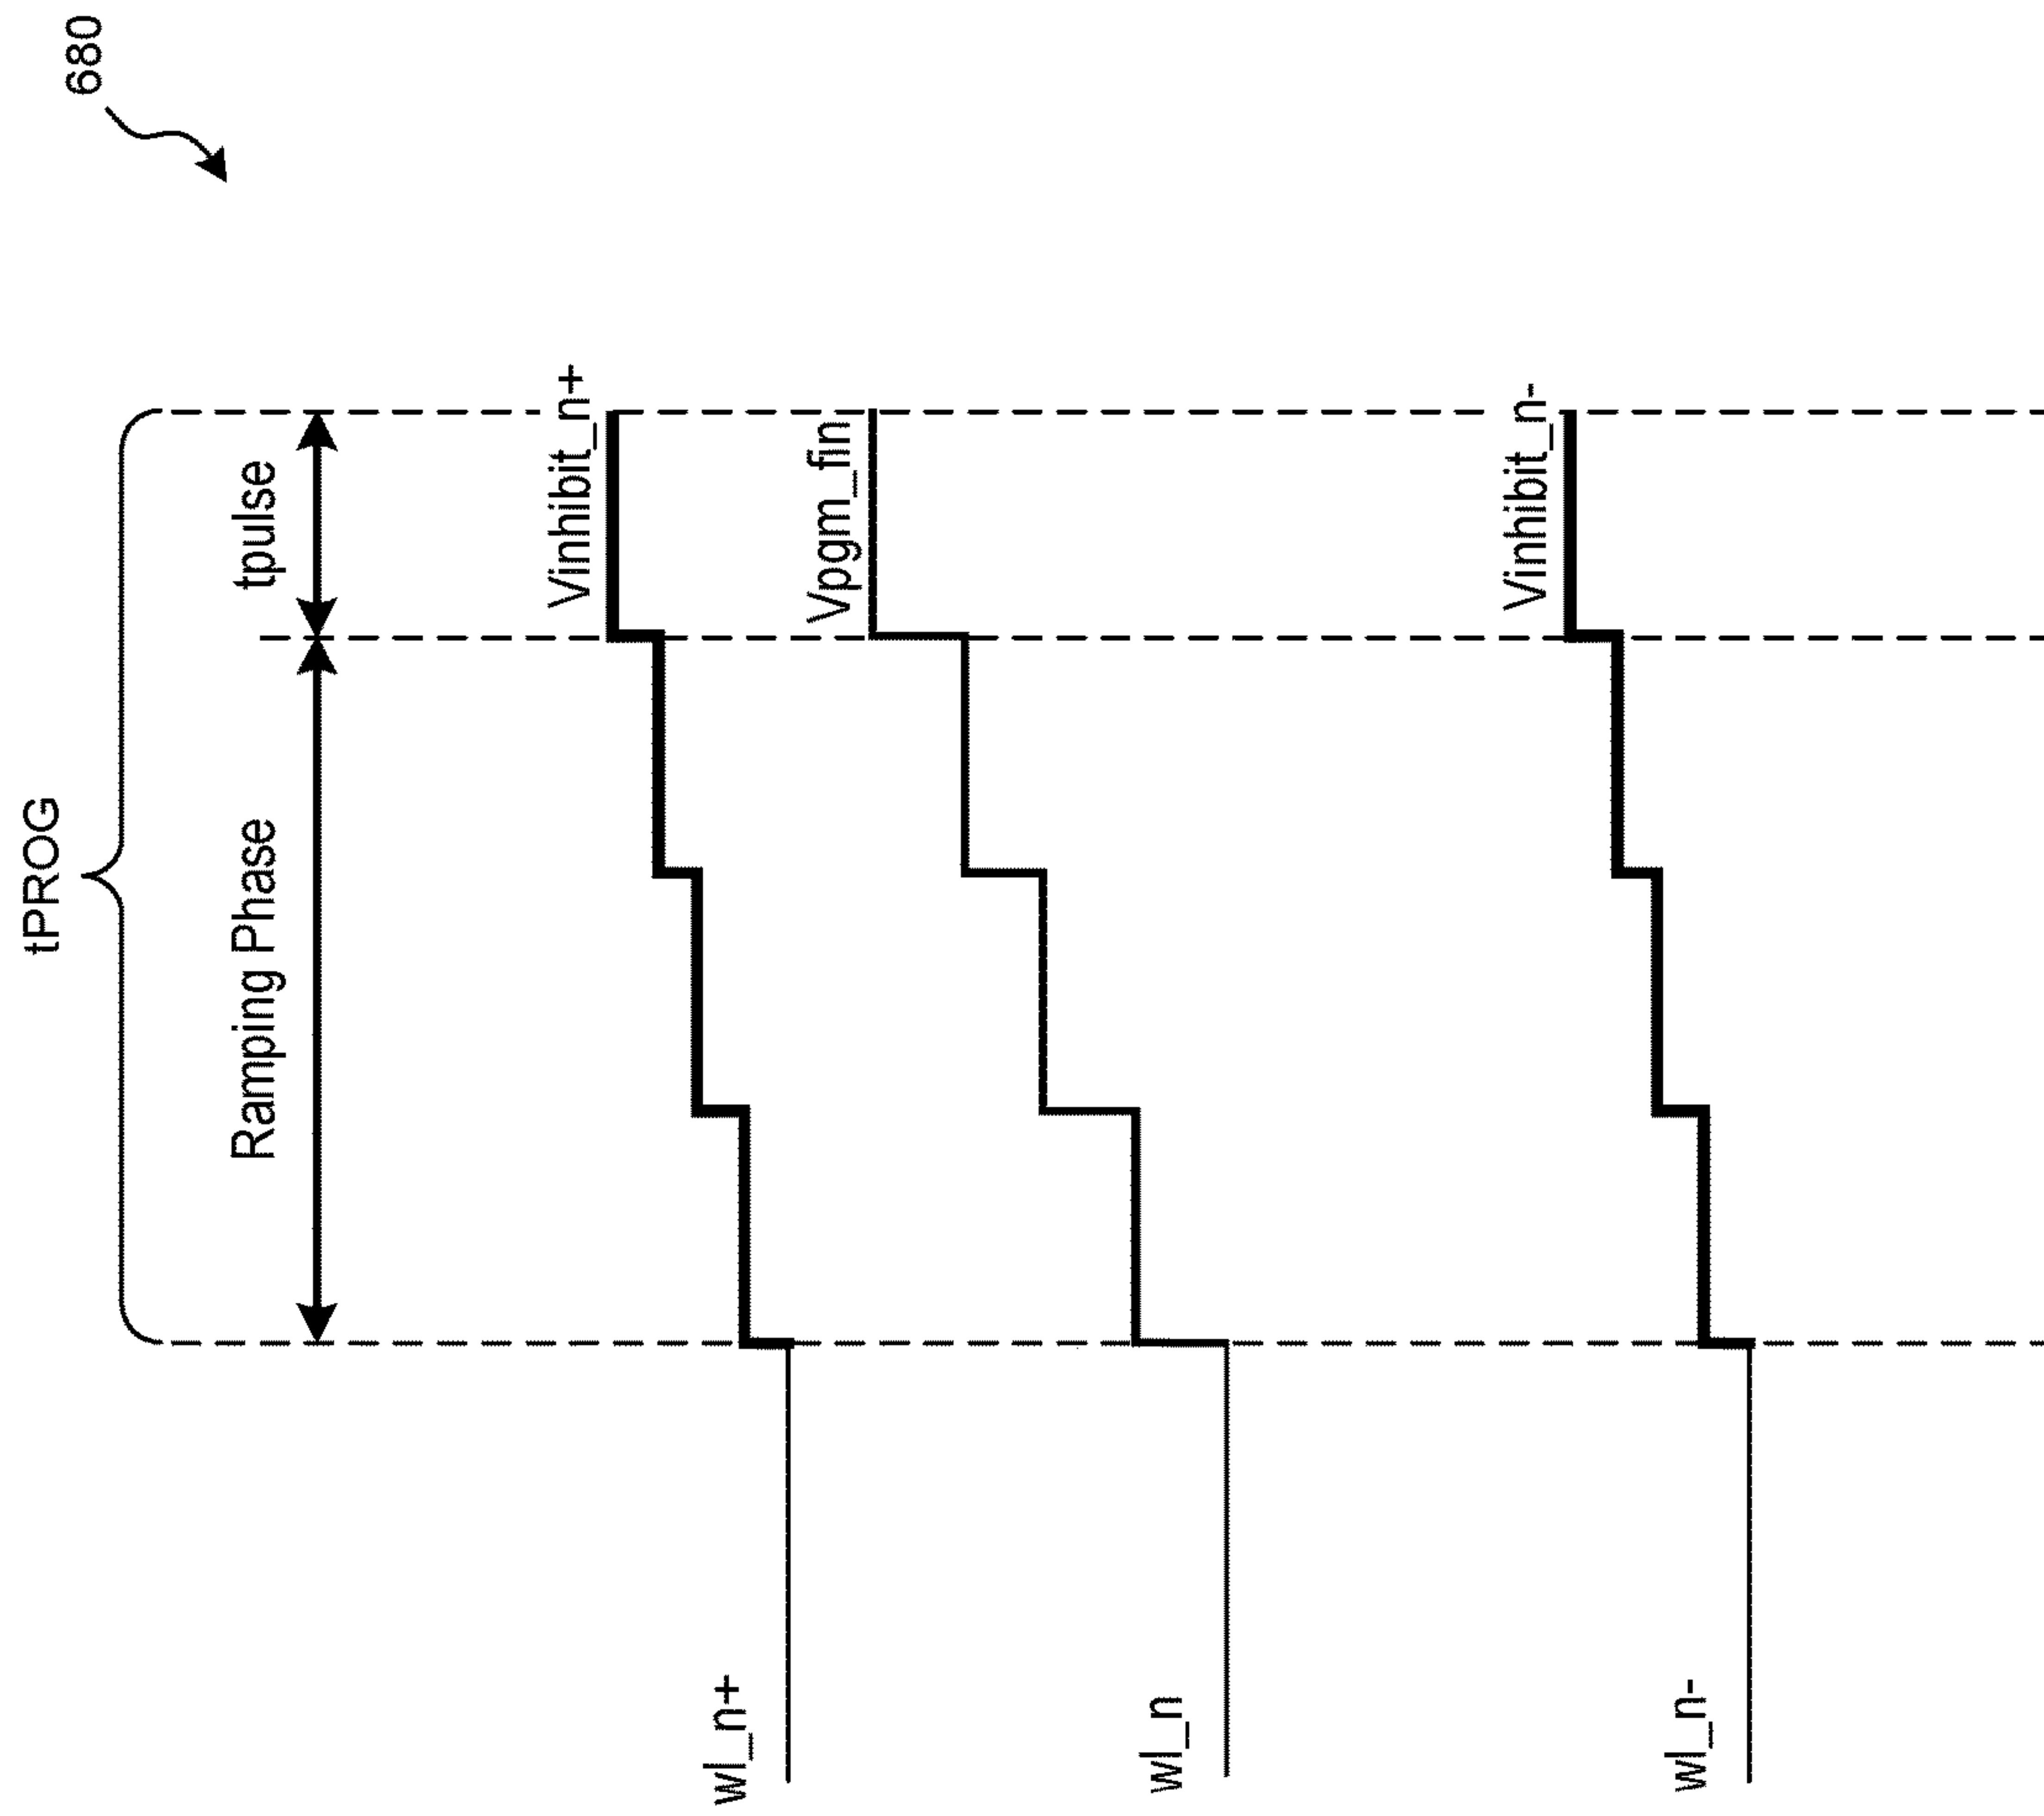 680
tPROG
Ramping Phase
tpulse
Vinhibit_n+
wl_n+
Vpgm_fin
wl_n
Vinhibit_n-
wl_n-